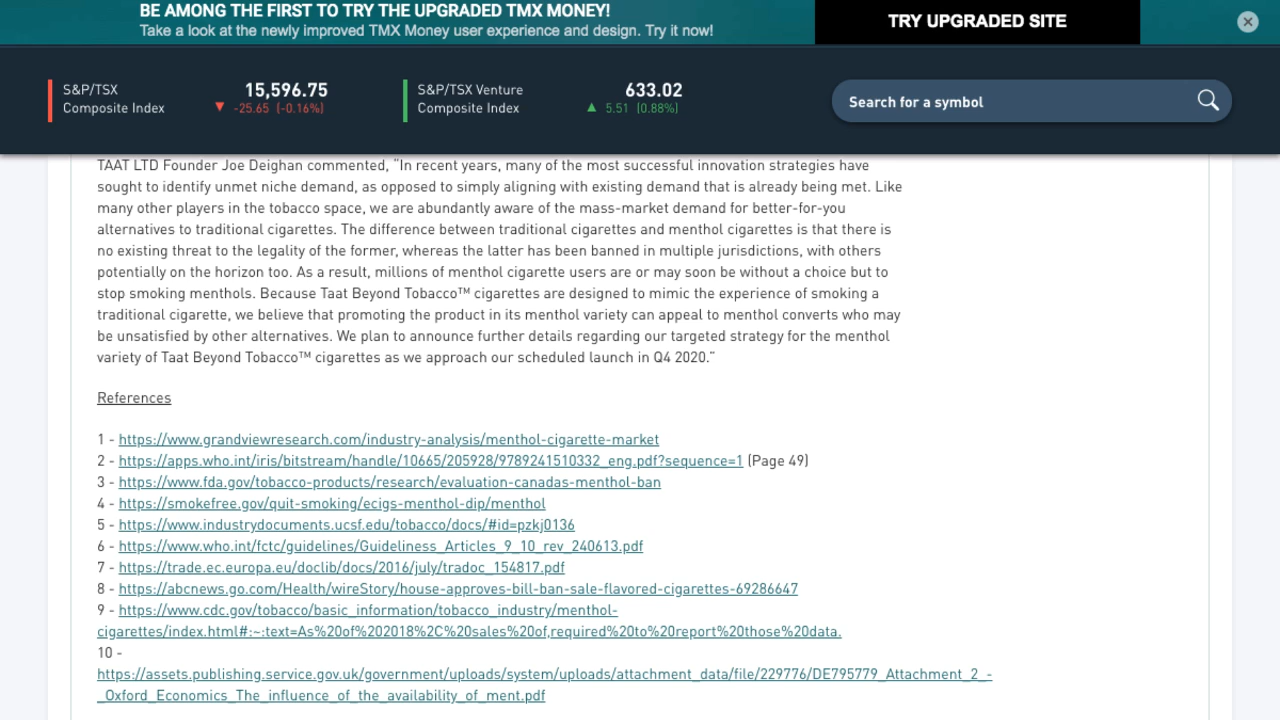 BE AMONG THE FIRST TO TRY THE UPGRADED TMX MONEY!
Take a look at the newly improved TMX Money user experience and design. Try it now!
TRY UPGRADED SITE
S&P/TSX
Composite Index
15,596.75
▼ -25.65 (-0.16%)
S&P/TSX Venture
Composite Index
633.02
▲ 5.51 (0.88%)
Search for a symbol
TAAT LTD Founder Joe Deighan commented, “In recent years, many of the most successful innovation strategies have
sought to identify unmet niche demand, as opposed to simply aligning with existing demand that is already being met. Like
many other players in the tobacco space, we are abundantly aware of the mass-market demand for better-for-you
alternatives to traditional cigarettes. The difference between traditional cigarettes and menthol cigarettes is that there is
no existing threat to the legality of the former, whereas the latter has been banned in multiple jurisdictions, with others
potentially on the horizon too. As a result, millions of menthol cigarette users are or may soon be without a choice but to
stop smoking menthols. Because Taat Beyond Tobacco™ cigarettes are designed to mimic the experience of smoking a
traditional cigarette, we believe that promoting the product in its menthol variety can appeal to menthol converts who may
be unsatisfied by other alternatives. We plan to announce further details regarding our targeted strategy for the menthol
variety of Taat Beyond Tobacco™ cigarettes as we approach our scheduled launch in Q4 2020.”
References
1 - https://www.grandviewresearch.com/industry-analysis/menthol-cigarette-market
2 - https://apps.who.int/iris/bitstream/handle/10665/205928/9789241510332_eng.pdf?sequence=1 (Page 49)
3 - https://www.fda.gov/tobacco-products/research/evaluation-canadas-menthol-ban
4 - https://smokefree.gov/quit-smoking/ecigs-menthol-dip/menthol
5 - https://www.industrydocuments.ucsf.edu/tobacco/docs/#id=pzkj0136
6 - https://www.who.int/fctc/guidelines/Guideliness_Articles_9_10_rev_240613.pdf
7 - https://trade.ec.europa.eu/doclib/docs/2016/july/tradoc_154817.pdf
8 - https://abcnews.go.com/Health/wireStory/house-approves-bill-ban-sale-flavored-cigarettes-69286647
9 - https://www.cdc.gov/tobacco/basic_information/tobacco_industry/menthol-
cigarettes/index.html#:~:text=As%20of%202018%2C%20sales%20of,required%20to%20report%20those%20data.
10 -
https://assets.publishing.service.gov.uk/government/uploads/system/uploads/attachment_data/file/229776/DE795779_Attachment_2_-
_Oxford_Economics_The_influence_of_the_availability_of_ment.pdf